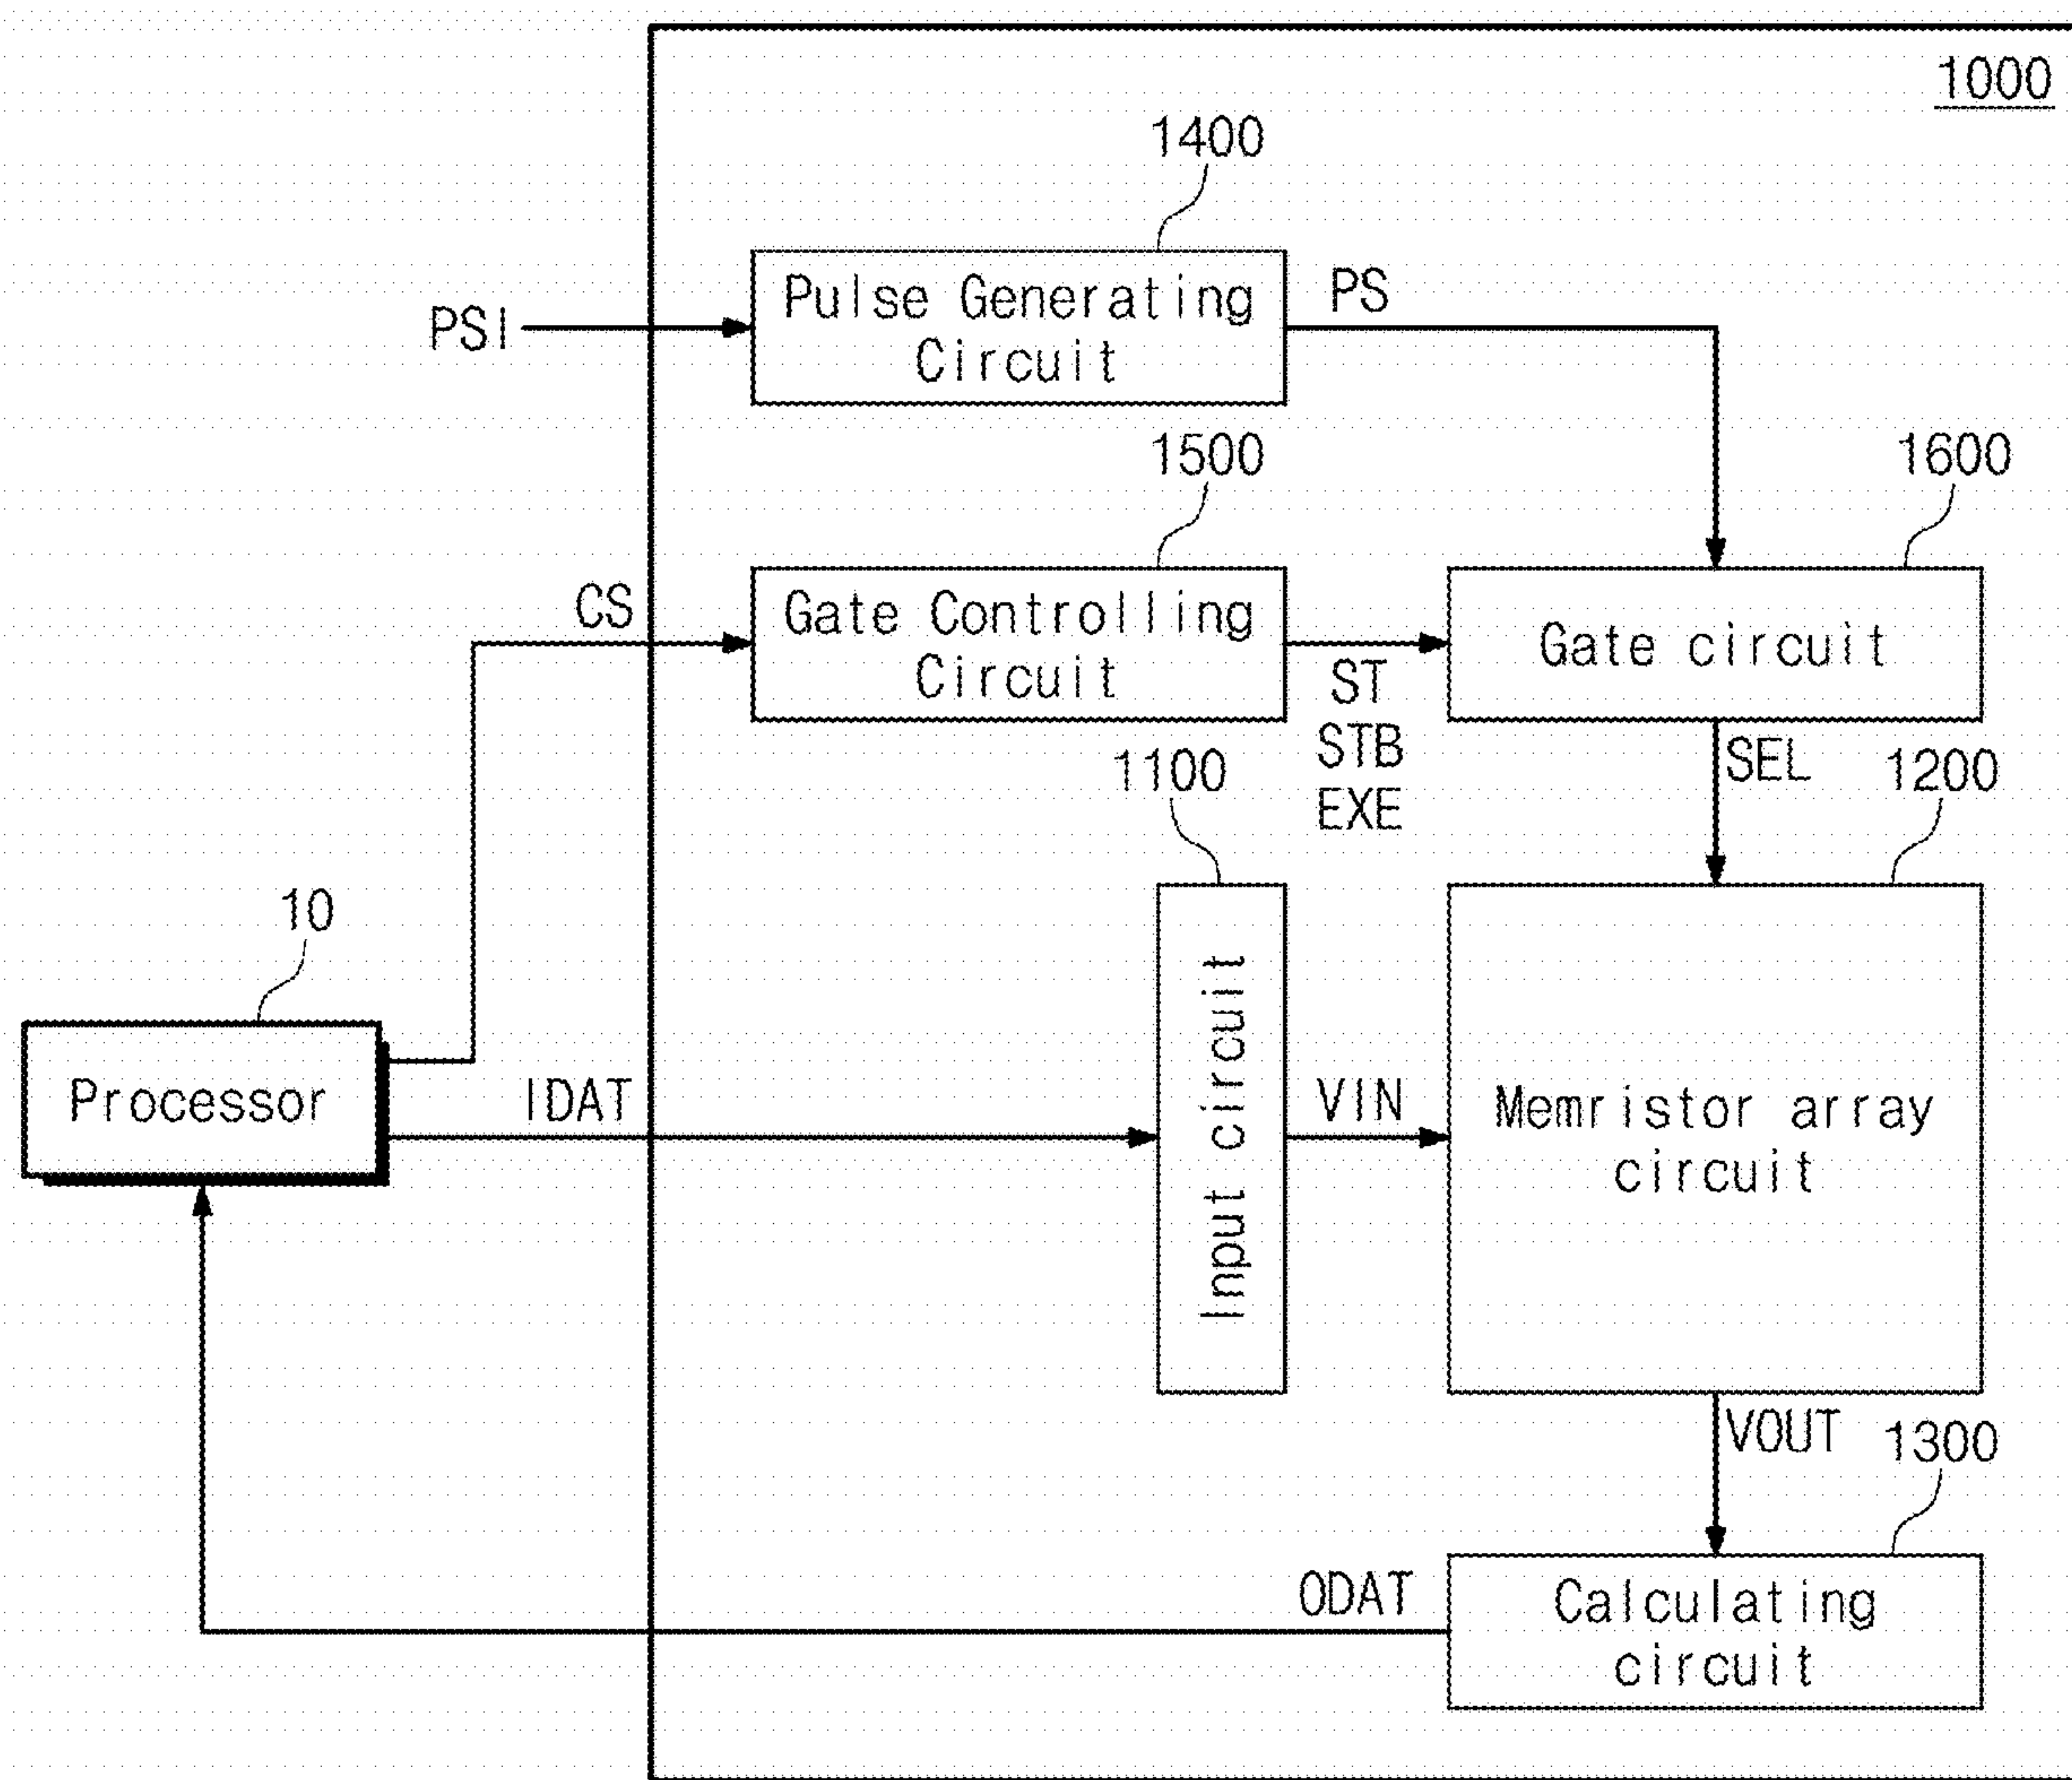 1000
1400
Pulse Generating
Circuit
PSI
PS
1500
1600
CS
Gate Controlling
Circuit
Gate circuit
ST
STB
EXE
SEL
1100
1200
10
Processor
IDAT
Input circuit
VIN
Memristor array
circuit
VOUT
1300
ODAT
Calculating
circuit